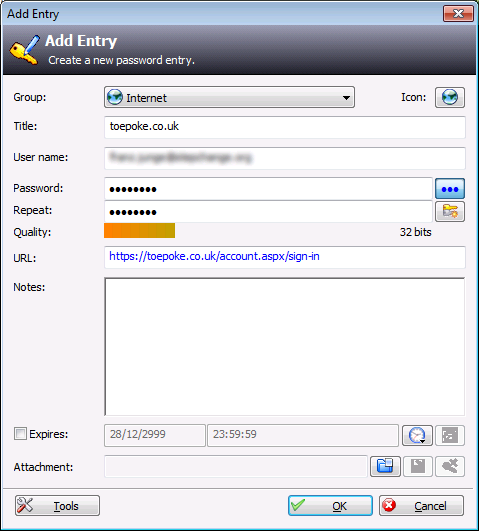 Add Entry
Add Entry
Create a new password entry.
Group: Internet Icon:
Title: toepoke.co.uk
User name:
Password: ●●●●●●●● ●●●
Repeat: ●●●●●●●●
Quality: 32 bits
URL: https://toepoke.co.uk/account.aspx/sign-in
Notes:
Expires: 28/12/2999 23:59:59
Attachment:
Tools OK Cancel